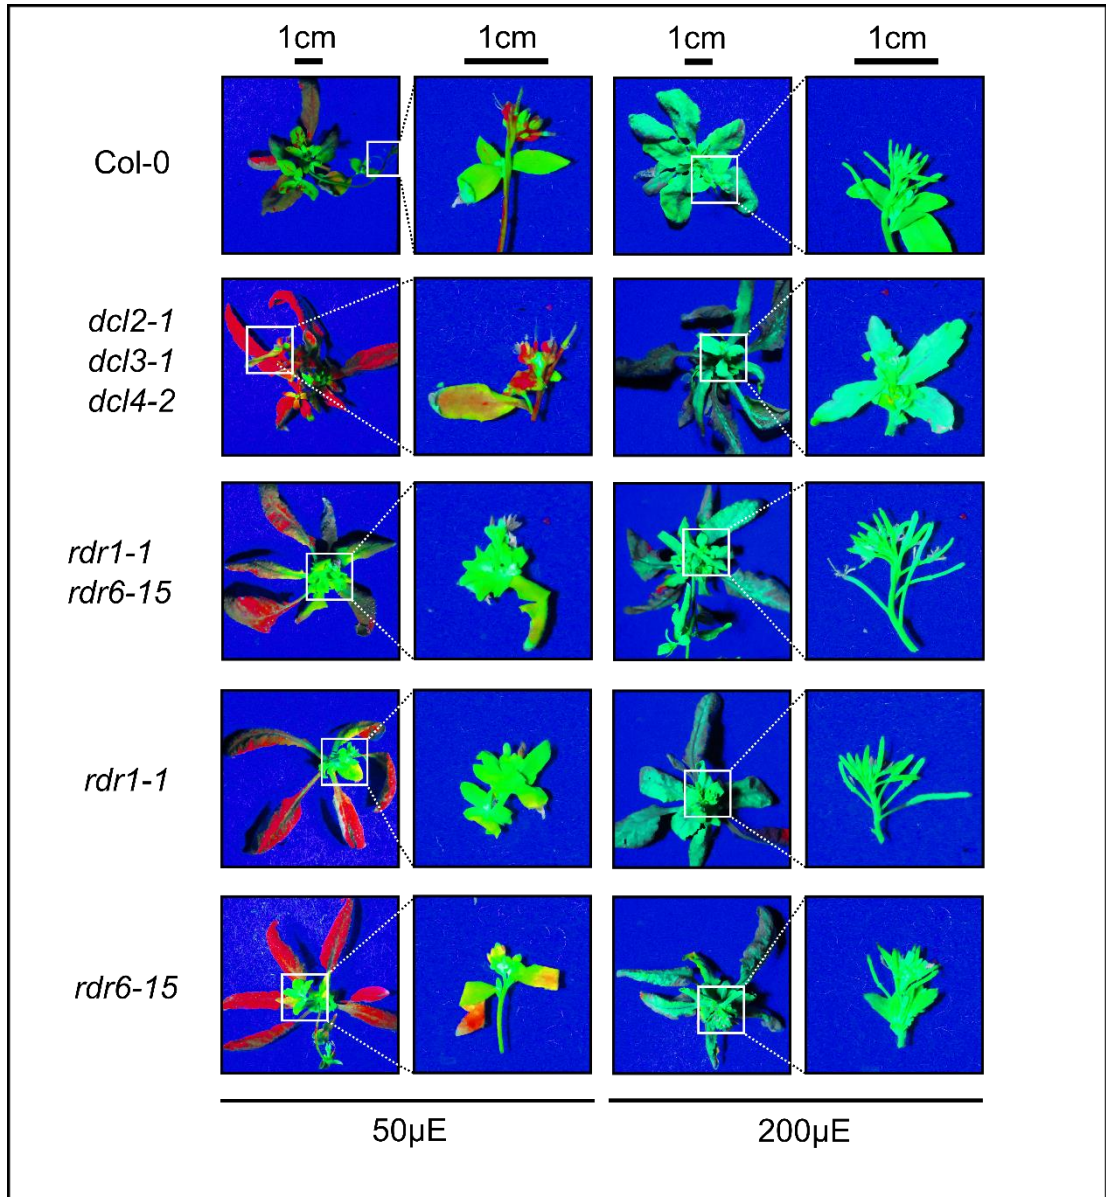 1cm 1cm 1cm 1cm
Col-0
dcl2-1
dcl3-1
dcl4-2
rdr1-1
rdr6-15
rdr1-1
rdr6-15
50µE 200µE